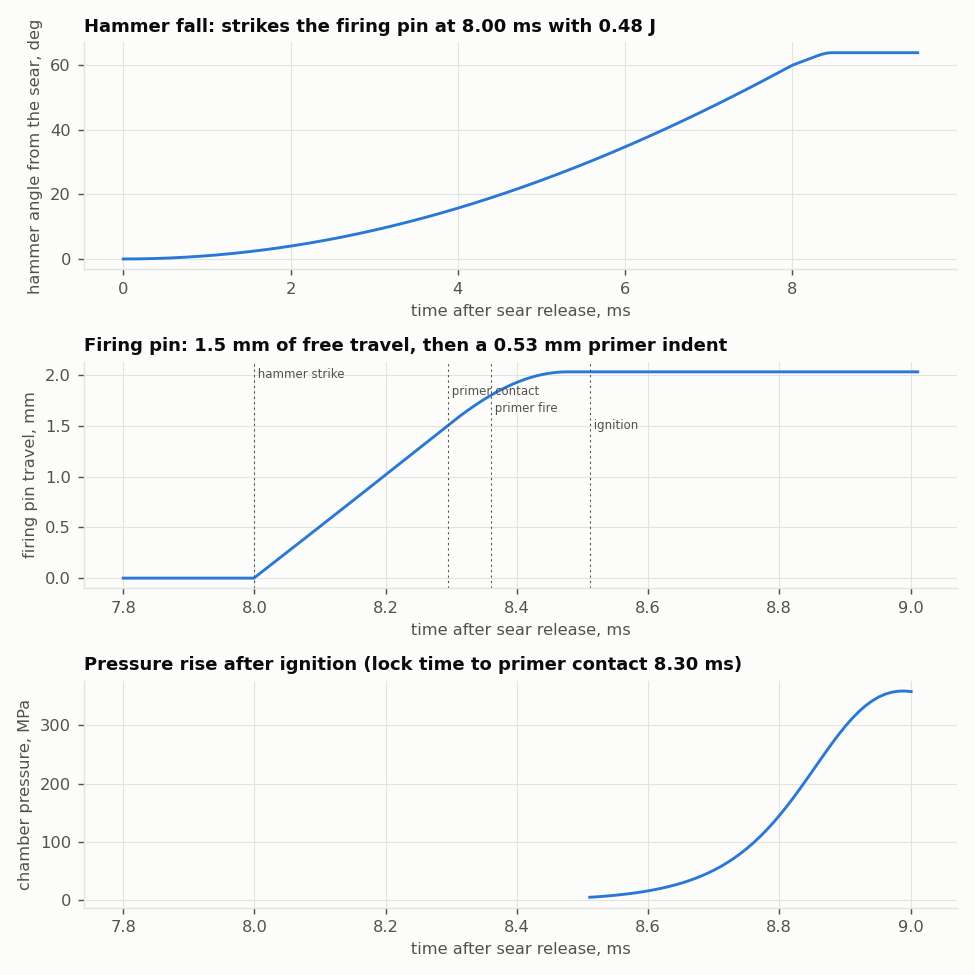 Hammer fall: strikes the firing pin at 8.00 ms with 0.48 J
hammer angle from the sear, deg
60
40
20
0
0 2 4 6 8
time after sear release, ms
Firing pin: 1.5 mm of free travel, then a 0.53 mm primer indent
firing pin travel, mm
2.0
1.5
1.0
0.5
0.0
hammer strike
primer contact
primer fire
ignition
7.8 8.0 8.2 8.4 8.6 8.8 9.0
time after sear release, ms
Pressure rise after ignition (lock time to primer contact 8.30 ms)
chamber pressure, MPa
300
200
100
0
7.8 8.0 8.2 8.4 8.6 8.8 9.0
time after sear release, ms